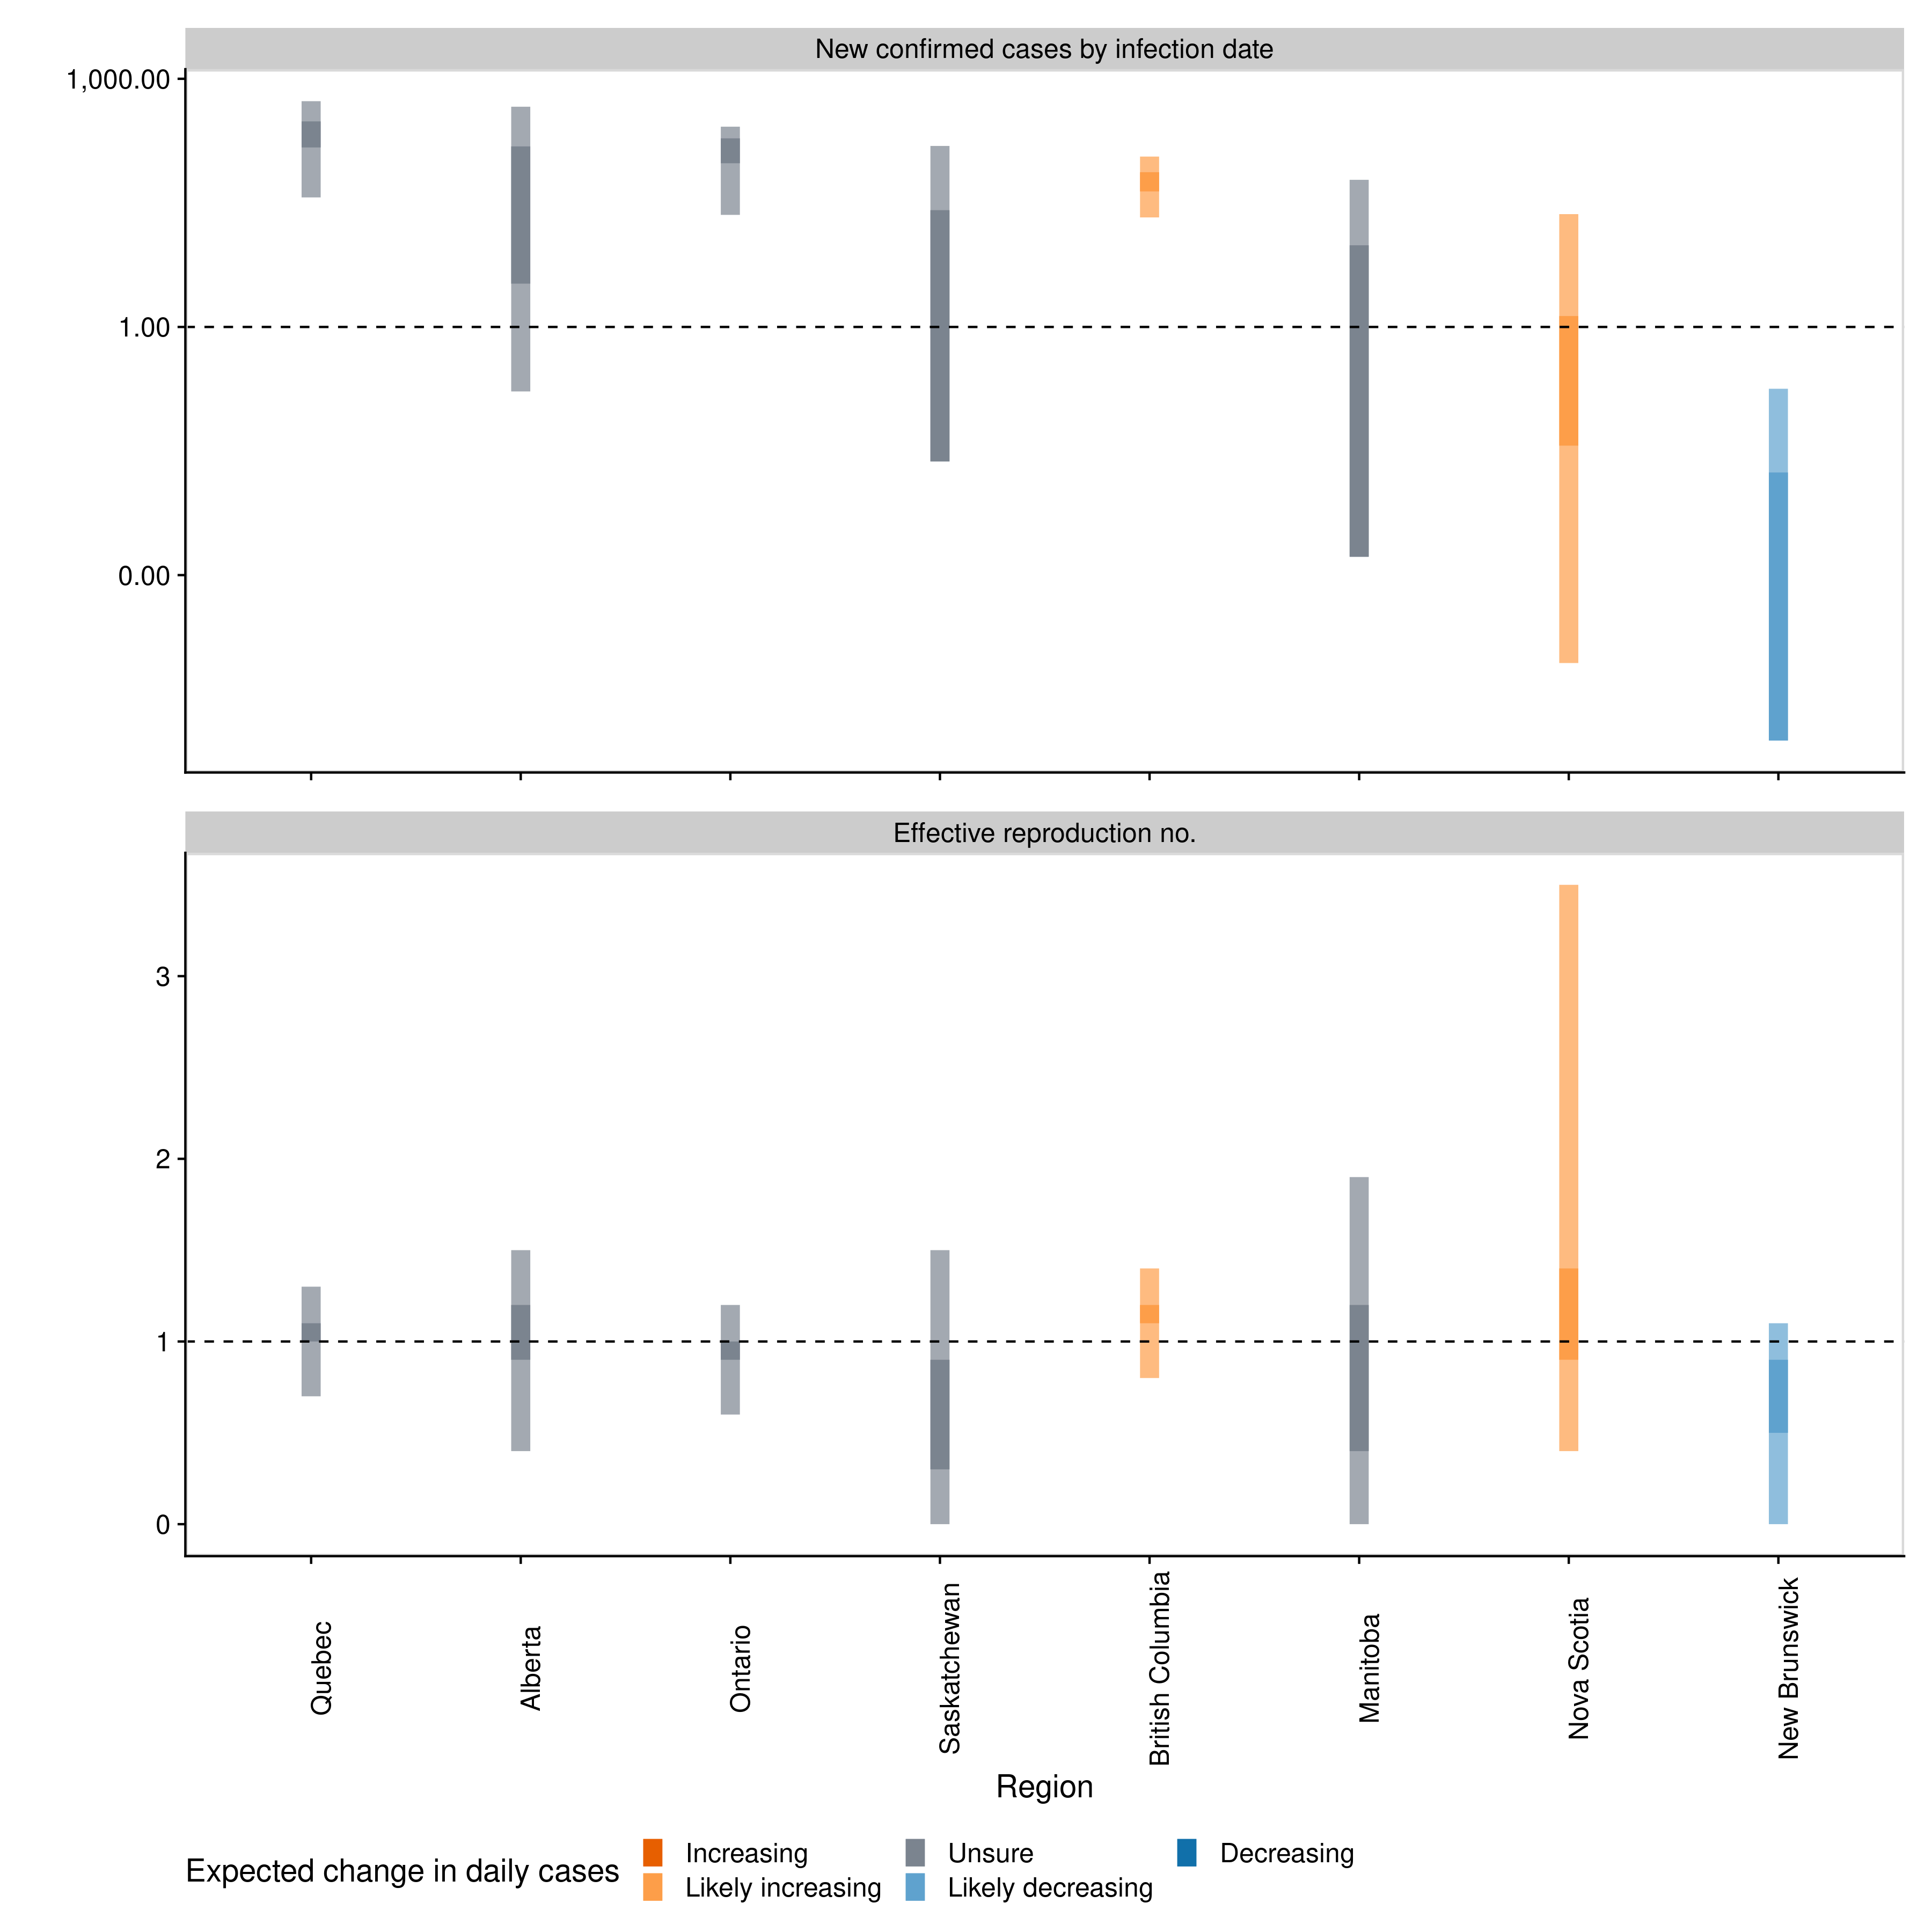 New confirmed cases by infection date
1,000.00
1.00
0.00
Effective reproduction no.
3
2
1
0
Quebec
Alberta
Ontario
Saskatchewan
British Columbia
Manitoba
Nova Scotia
New Brunswick
Region
Expected change in daily cases
Increasing
Likely increasing
Unsure
Likely decreasing
Decreasing